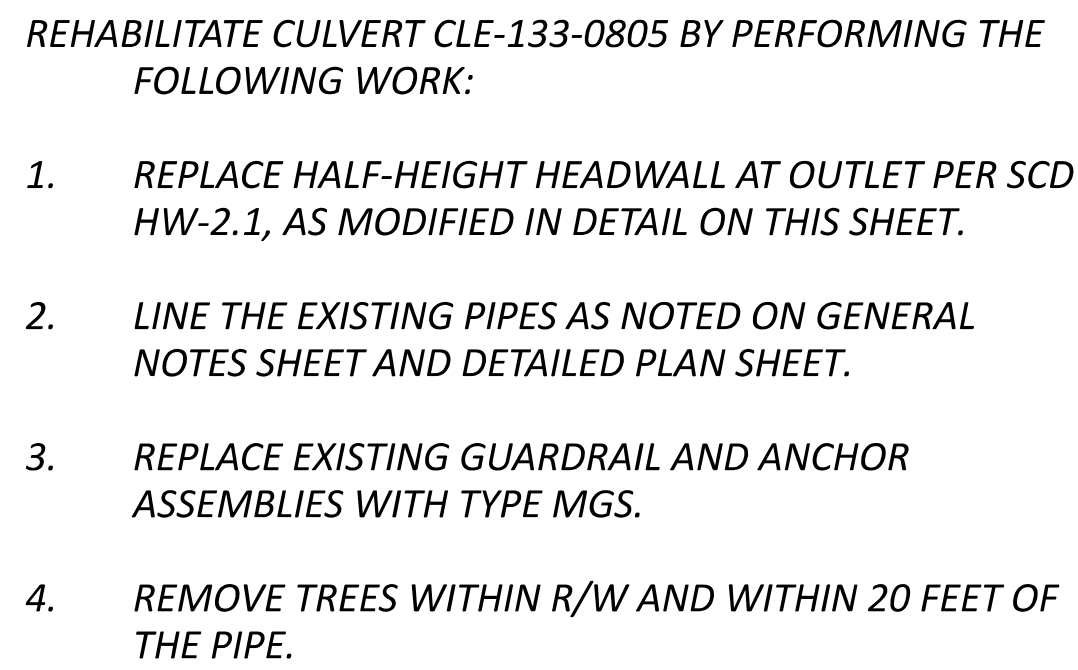 REHABILITATE CULVERT CLE-133-0805 BY PERFORMING THE
FOLLOWING WORK:
1. REPLACE HALF-HEIGHT HEADWALL AT OUTLET PER SCD
HW-2.1, AS MODIFIED IN DETAIL ON THIS SHEET.
2. LINE THE EXISTING PIPES AS NOTED ON GENERAL
NOTES SHEET AND DETAILED PLAN SHEET.
3. REPLACE EXISTING GUARDRAIL AND ANCHOR
ASSEMBLIES WITH TYPE MGS.
4. REMOVE TREES WITHIN R/W AND WITHIN 20 FEET OF
THE PIPE.